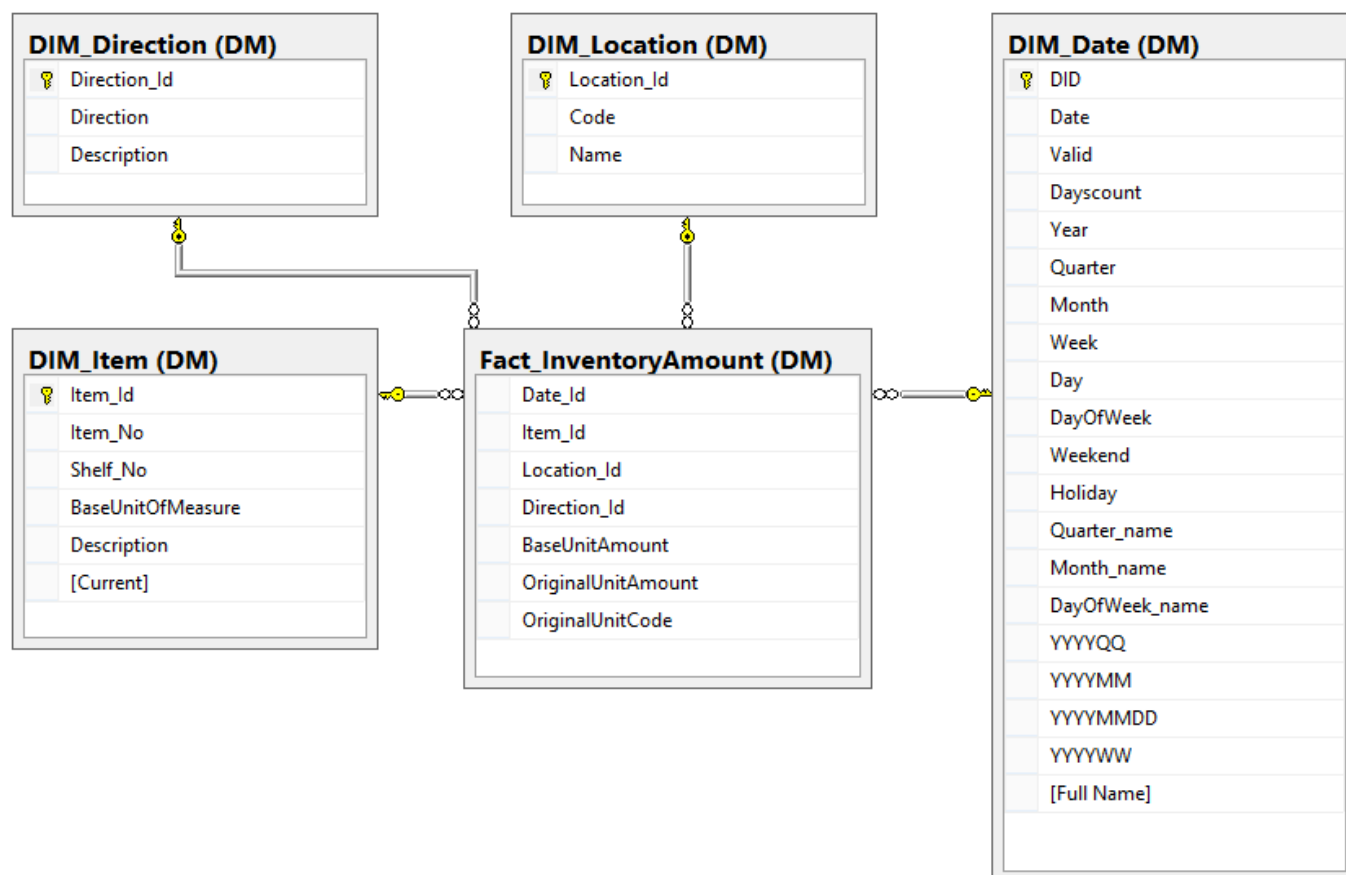 DIM_Direction (DM)
Direction_Id
Direction
Description
DIM_Location (DM)
Location_Id
Code
Name
DIM_Date (DM)
DID
Date
Valid
Dayscount
Year
Quarter
Month
Week
Day
DayOfWeek
Weekend
Holiday
Quarter_name
Month_name
DayOfWeek_name
YYYYQQ
YYYYMM
YYYYMMDD
YYYYWW
[Full Name]
DIM_Item (DM)
Item_Id
Item_No
Shelf_No
BaseUnitOfMeasure
Description
[Current]
Fact_InventoryAmount (DM)
Date_Id
Item_Id
Location_Id
Direction_Id
BaseUnitAmount
OriginalUnitAmount
OriginalUnitCode